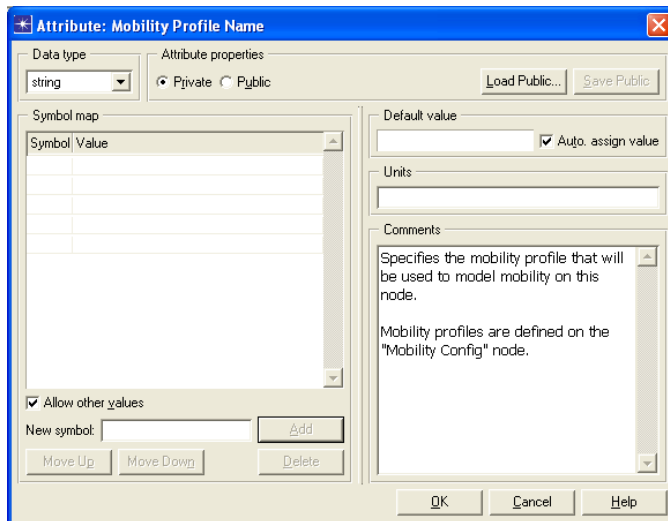 Attribute: Mobility Profile Name
Data type
Attribute properties
string
Private
Public
Load Public...
Save Public
Symbol map
Symbol Value
Default value
Auto. assign value
Units
Comments
Specifies the mobility profile that will
be used to model mobility on this
node.
Mobility profiles are defined on the
"Mobility Config" node.
Allow other values
New symbol:
Add
Move Up
Move Down
Delete
OK
Cancel
Help